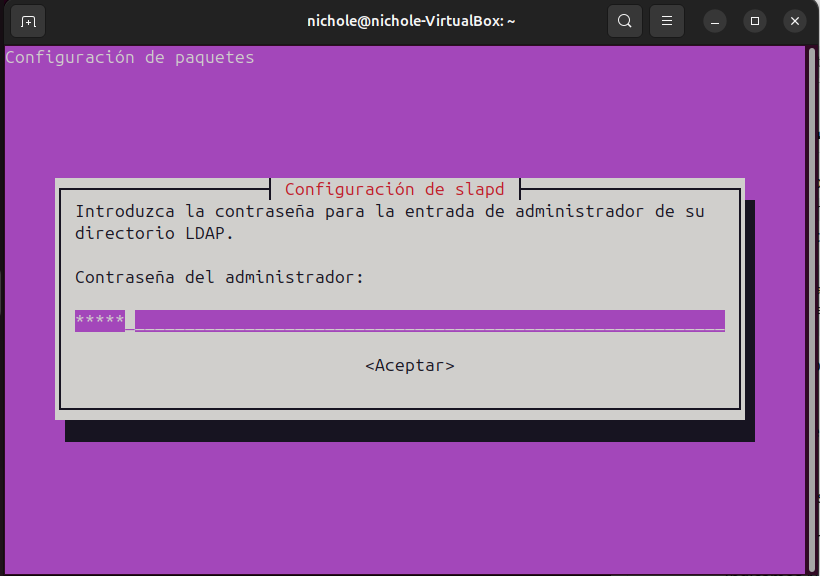 nichole@nichole-VirtualBox: ~
Configuración de paquetes
Configuración de slapd
Introduzca la contraseña para la entrada de administrador de su
directorio LDAP.
Contraseña del administrador:
*****
<Aceptar>